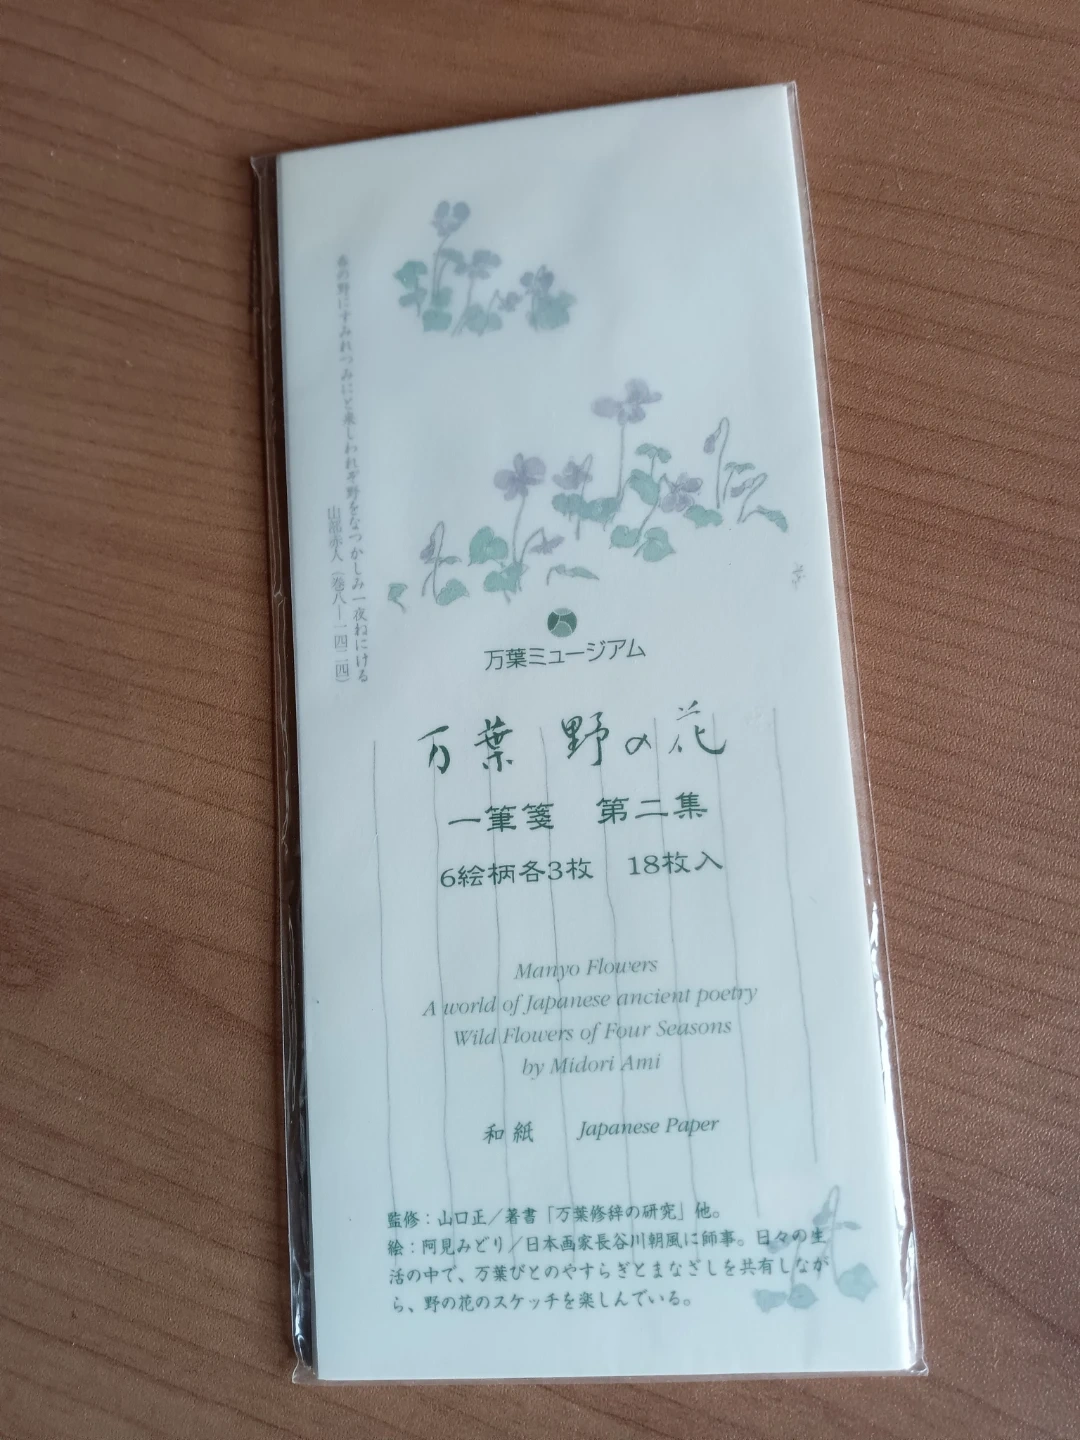 春の野にすみれつみにと来しわれぞ野をなつかしみ一夜ねにける
山部赤人（巻八―一四二四）
万葉ミュージアム
万葉 野の花
一筆箋 第二集
6絵柄各3枚 18枚入
Manyo Flowers
A world of Japanese ancient poetry
Wild Flowers of Four Seasons
by Midori Ami
和紙 Japanese Paper
監修：山口正／著書「万葉修辞の研究」他。
絵：阿見みどり／日本画家長谷川朝風に師事。日々の生
活の中で、万葉びとのやすらぎとまなざしを共有しなが
ら、野の花のスケッチを楽しんでいる。